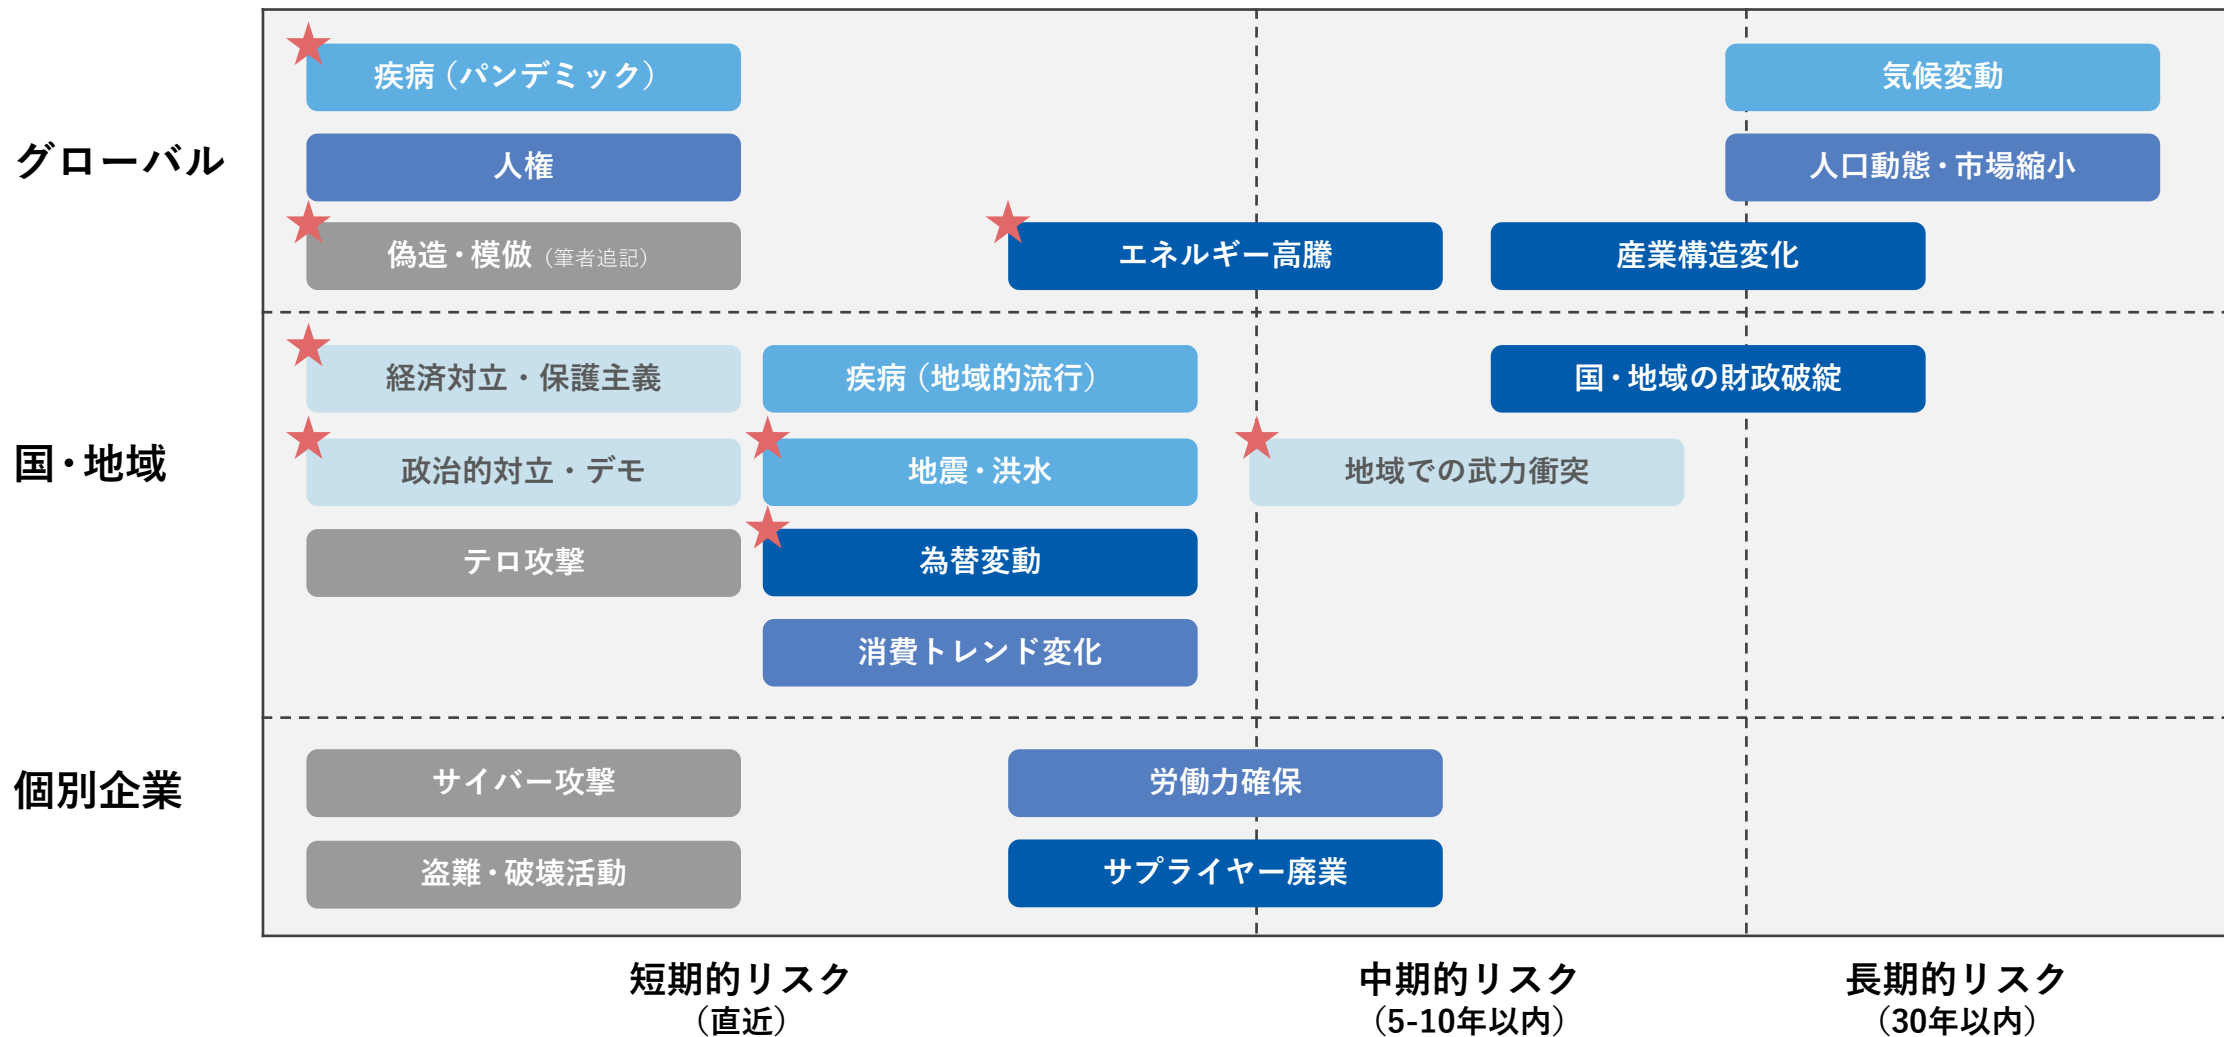 グローバル
疾病（パンデミック）
気候変動
人権
人口動態・市場縮小
偽造・模倣（筆者追記）
エネルギー高騰
産業構造変化
国・地域
経済対立・保護主義
疾病（地域的流行）
国・地域の財政破綻
政治的対立・デモ
地震・洪水
地域での武力衝突
テロ攻撃
為替変動
消費トレンド変化
個別企業
サイバー攻撃
労働力確保
盗難・破壊活動
サプライヤー廃業
短期的リスク
（直近）
中期的リスク
（5-10年以内）
長期的リスク
（30年以内）